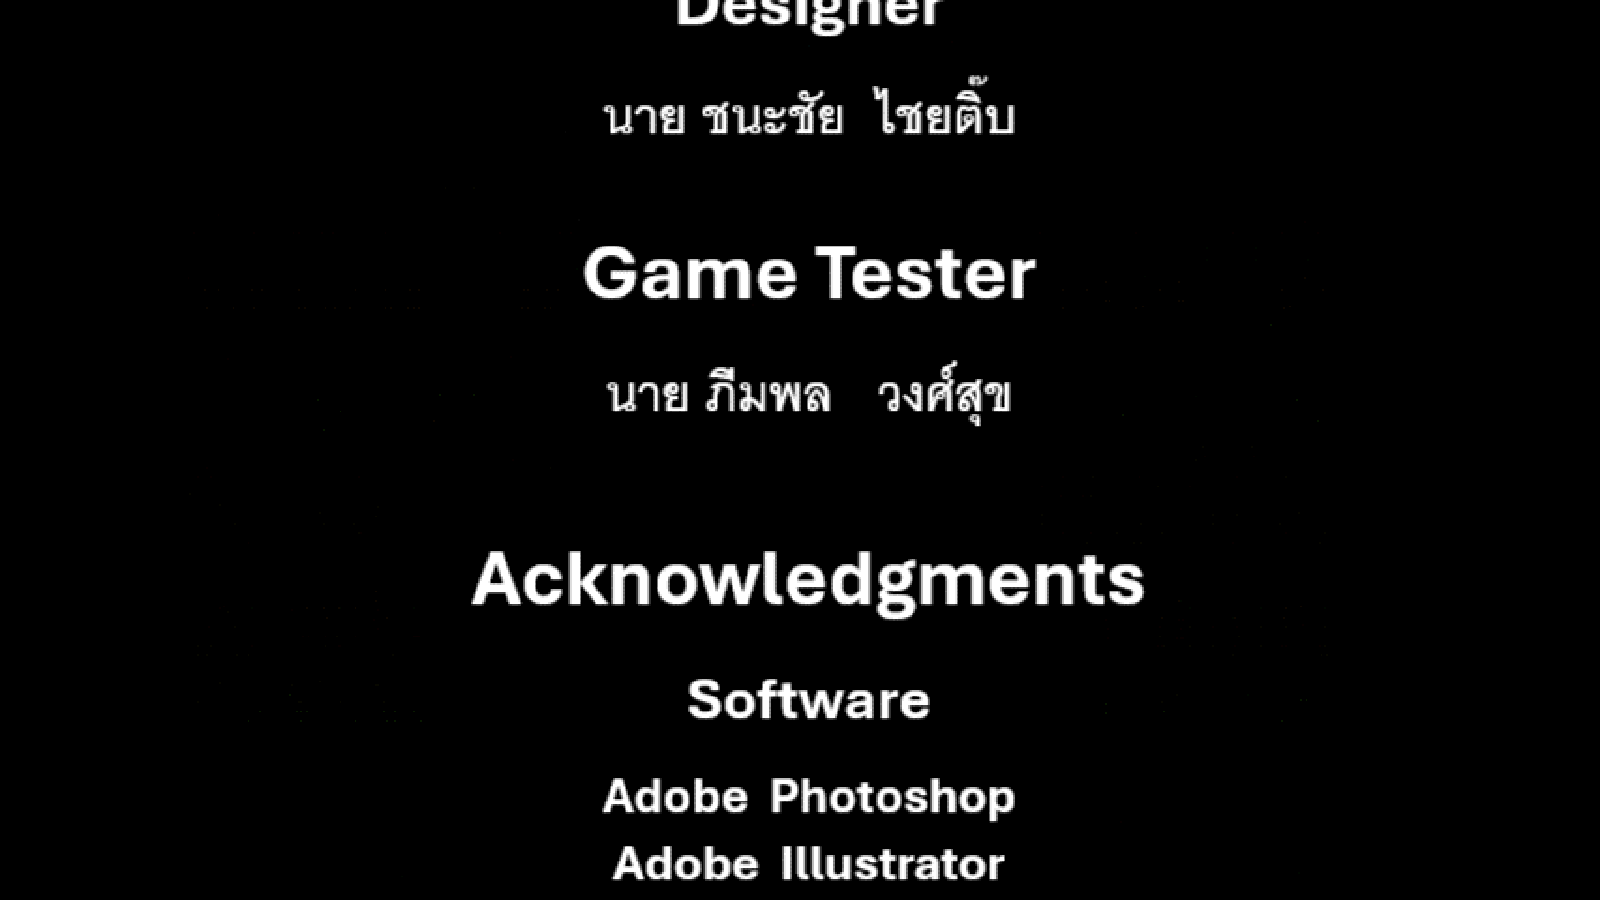 Designer
นาย ชนะชัย ไชยติ๊บ
Game Tester
นาย ภีมพล วงศ์สุข
Acknowledgments
Software
Adobe Photoshop
Adobe Illustrator